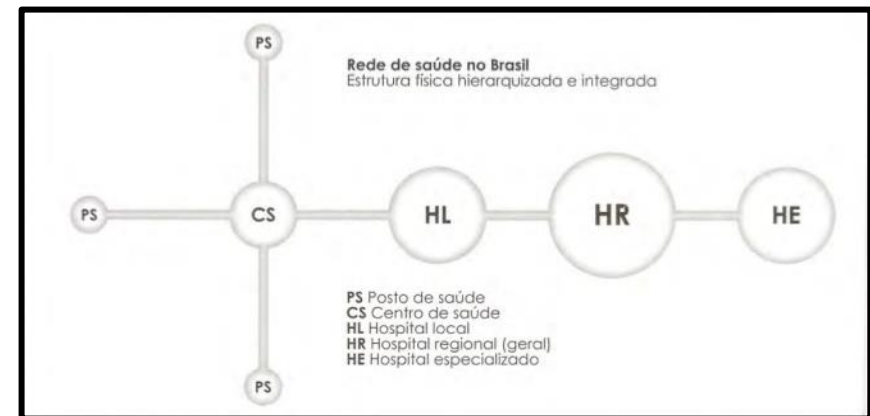 PS
Rede de saúde no Brasil
Estrutura física hierarquizada e integrada
PS
CS
HL
HR
HE
PS Posto de saúde
CS Centro de saúde
HL Hospital local
HR Hospital regional (geral)
HE Hospital especializado
PS